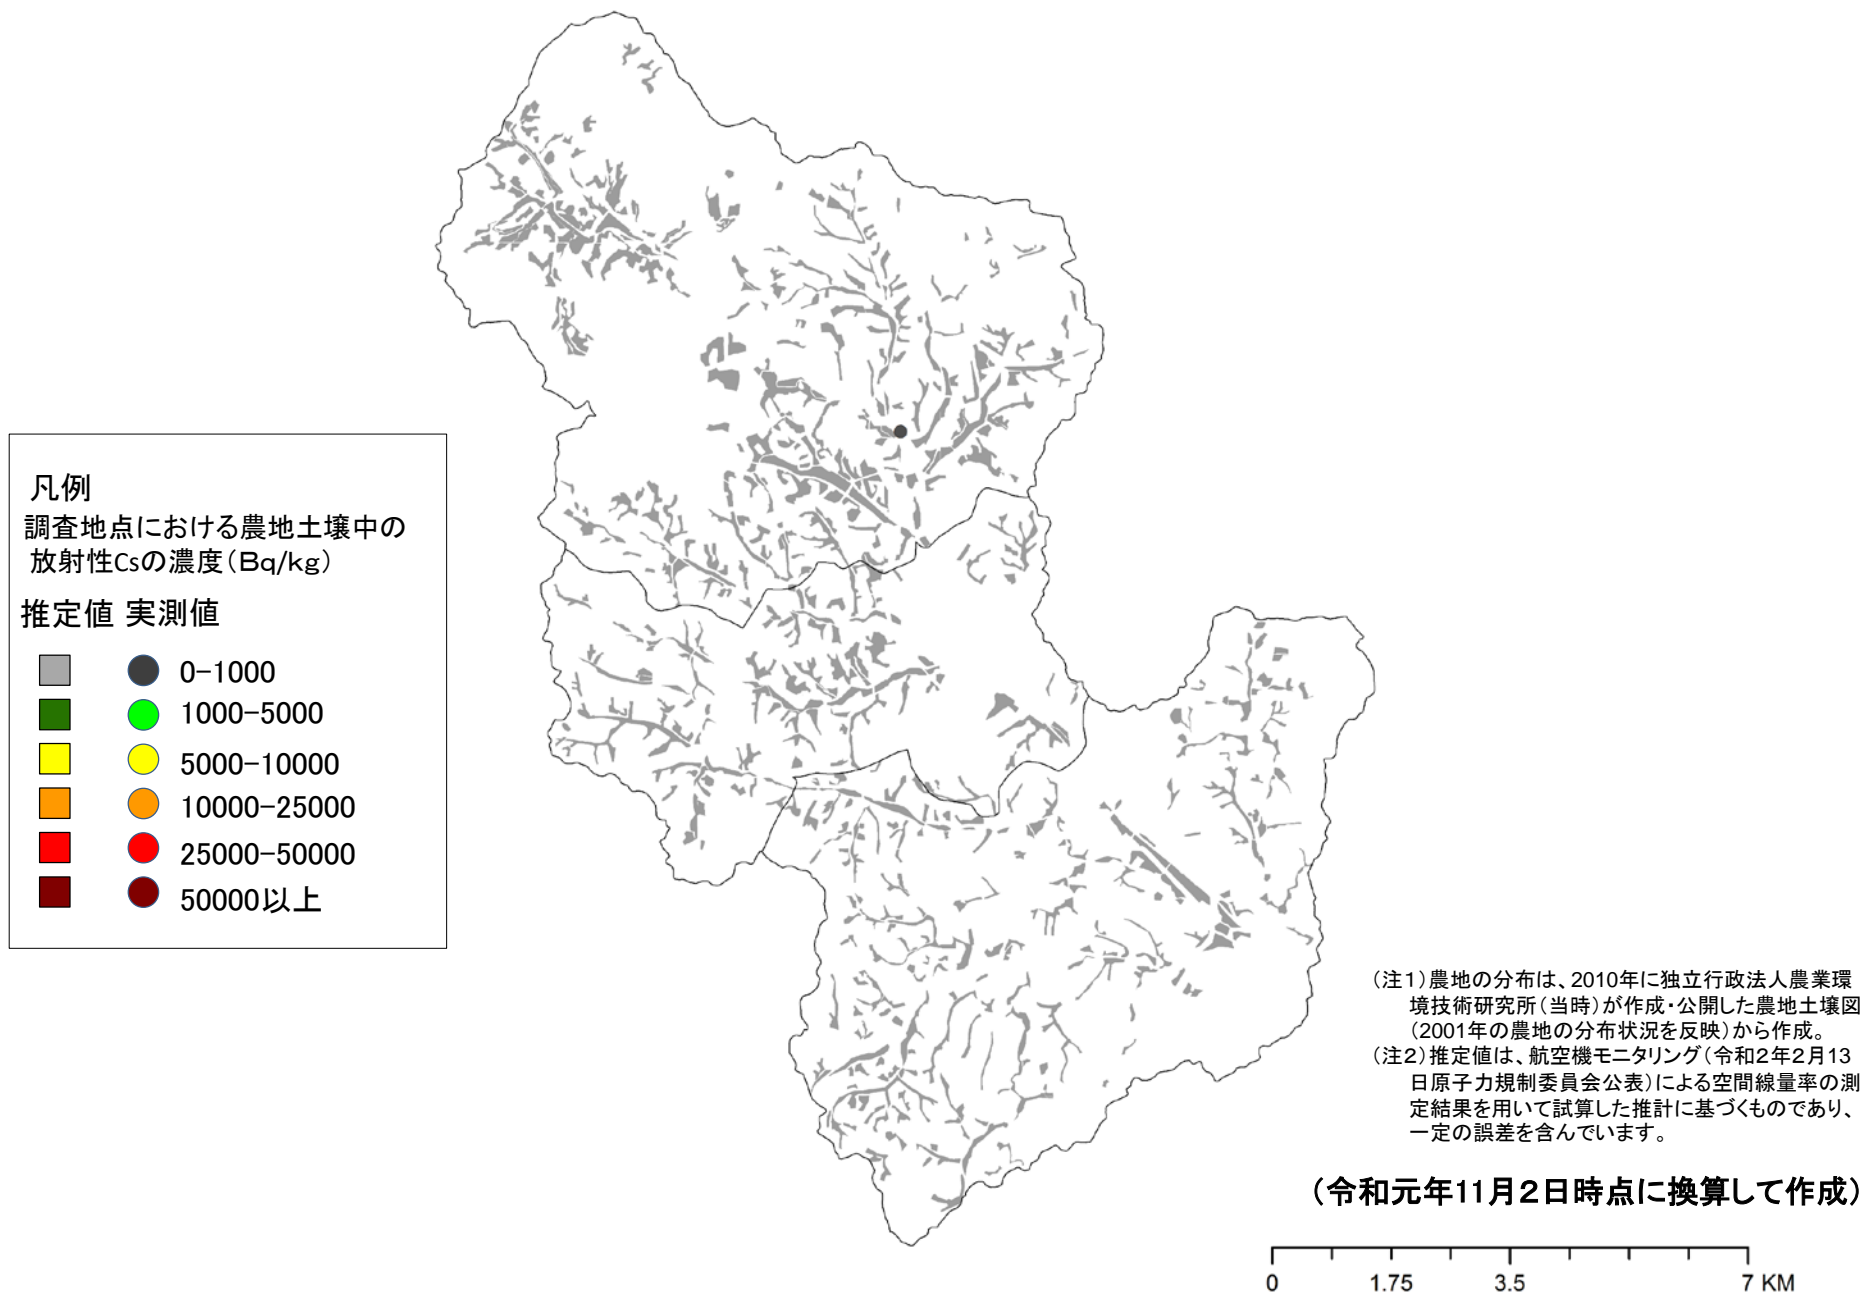 凡例
調査地点における農地土壌中の
放射性Csの濃度(Bq/kg)
推定値 実測値
0-1000
1000-5000
5000-10000
10000-25000
25000-50000
50000以上
(注1)農地の分布は、2010年に独立行政法人農業環
境技術研究所(当時)が作成・公開した農地土壌図
(2001年の農地の分布状況を反映)から作成。
(注2)推定値は、航空機モニタリング(令和2年2月13
日原子力規制委員会公表)による空間線量率の測
定結果を用いて試算した推計に基づくものであり、
一定の誤差を含んでいます。
(令和元年11月2日時点に換算して作成)
0 1.75 3.5 7 KM